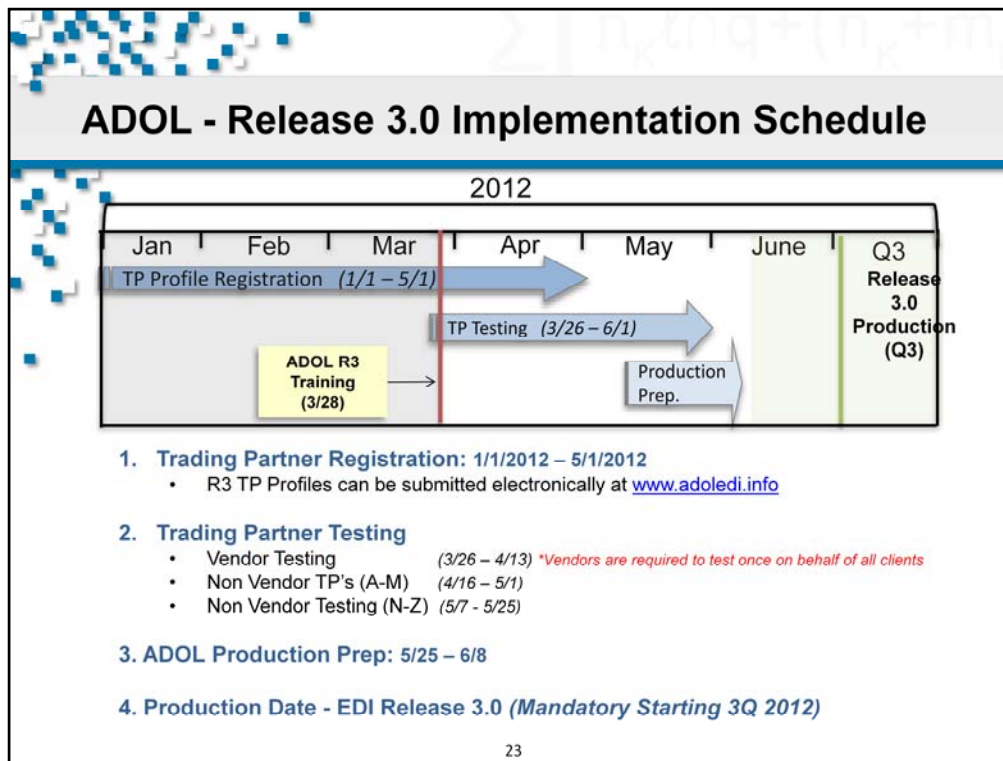 ADOL - Release 3.0 Implementation Schedule
2012
Jan Feb Mar Apr May June Q3
TP Profile Registration (1/1 – 5/1)
Release
3.0
Production
(Q3)
TP Testing (3/26 – 6/1)
ADOL R3
Training
(3/28)
Production
Prep.
1. Trading Partner Registration: 1/1/2012 – 5/1/2012
• R3 TP Profiles can be submitted electronically at www.adoledi.info
2. Trading Partner Testing
• Vendor Testing (3/26 – 4/13) *Vendors are required to test once on behalf of all clients
• Non Vendor TP's (A-M) (4/16 – 5/1)
• Non Vendor Testing (N-Z) (5/7 - 5/25)
3. ADOL Production Prep: 5/25 – 6/8
4. Production Date - EDI Release 3.0 (Mandatory Starting 3Q 2012)
23